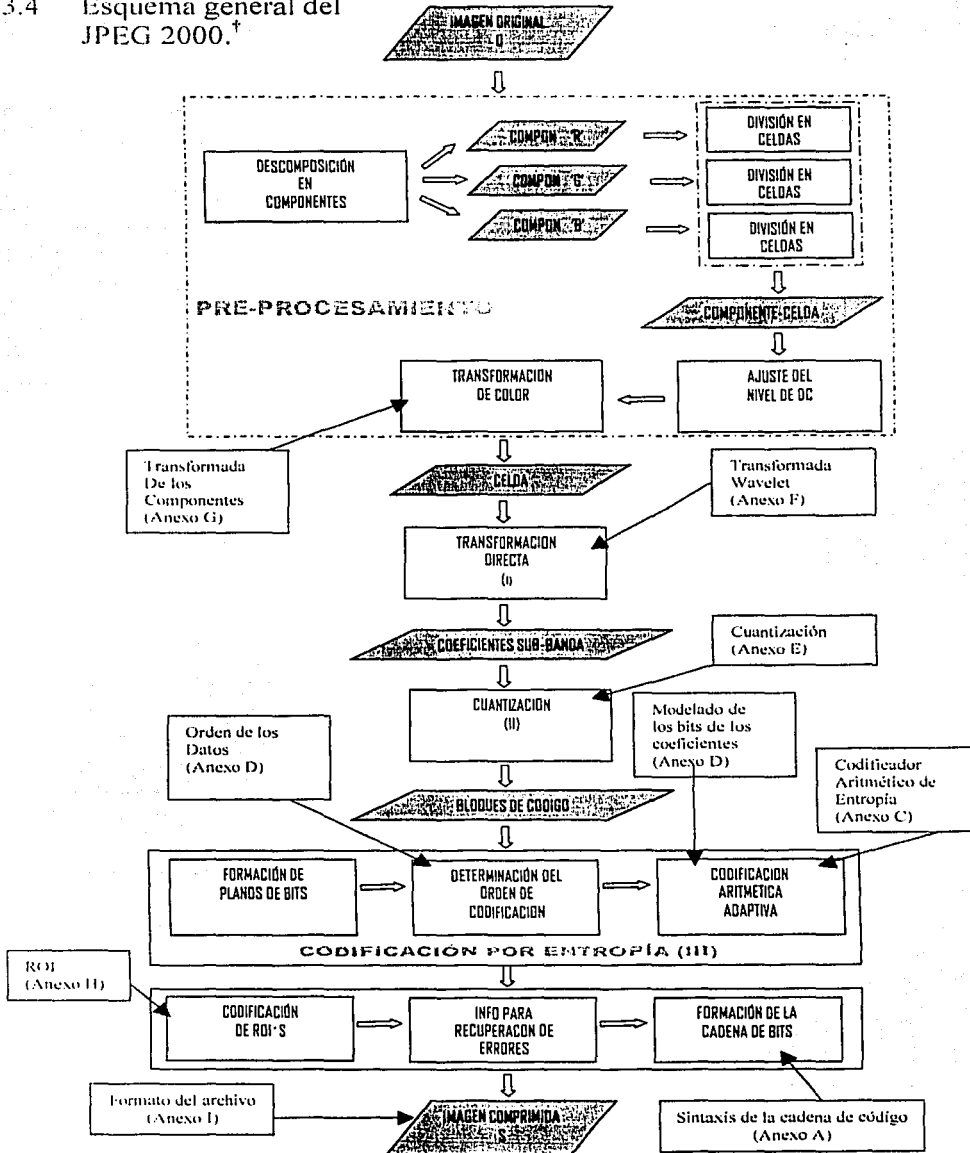 3.4 Esquema general del
JPEG 2000.†
IMAGEN ORIGINAL
DESCOMPOSICIÓN
EN
COMPONENTES
COMPON 'R'
COMPON 'G'
COMPON 'B'
DIVISIÓN EN
CELDAS
DIVISIÓN EN
CELDAS
DIVISIÓN EN
CELDAS
PRE-PROCESAMIENTO
COMPONENTE-CELDA
TRANSFORMACION
DE COLOR
AJUSTE DEL
NIVEL DE DC
Transformada
De los
Componentes
(Anexo G)
CELDA
Transformada
Wavelet
(Anexo F)
TRANSFORMACION
DIRECTA
(I)
COEFICIENTES SUB-BANDA
Cuantización
(Anexo E)
CUANTIZACION
(II)
Orden de los
Datos
(Anexo D)
Modelado de
los bits de los
coeficientes
(Anexo D)
Codificador
Aritmético de
Entropía
(Anexo C)
BLOQUES DE CODIGO
FORMACIÓN DE
PLANOS DE BITS
DETERMINACIÓN DEL
ORDEN DE
CODIFICACION
CODIFICACION
ARITMETICA
ADAPTIVA
CODIFICACIÓN POR ENTROPÍA (III)
ROI
(Anexo H)
CODIFICACIÓN
DE ROI'S
INFO PARA
RECUPERACON DE
ERRORES
FORMACIÓN DE LA
CADENA DE BITS
Formato del archivo
(Anexo I)
IMAGEN COMPRIMIDA
S
Sintaxis de la cadena de código
(Anexo A)